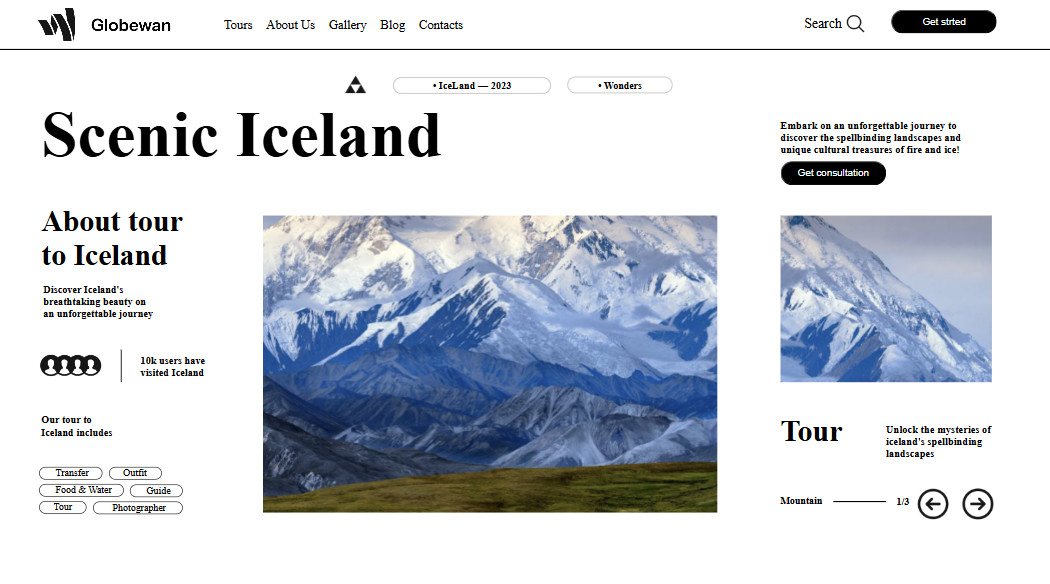 Globewan
Tours About Us Gallery Blog Contacts
Search
Get strted
• IceLand — 2023
• Wonders
Scenic Iceland
Embark on an unforgettable journey to
discover the spellbinding landscapes and
unique cultural treasures of fire and ice!
Get consultation
About tour
to Iceland
Discover Iceland's
breathtaking beauty on
an unforgettable journey
10k users have
visited Iceland
Our tour to
Iceland includes
Transfer Outfit
Food & Water Guide
Tour Photographer
Tour
Unlock the mysteries of
iceland's spellbinding
landscapes
Mountain 1/3